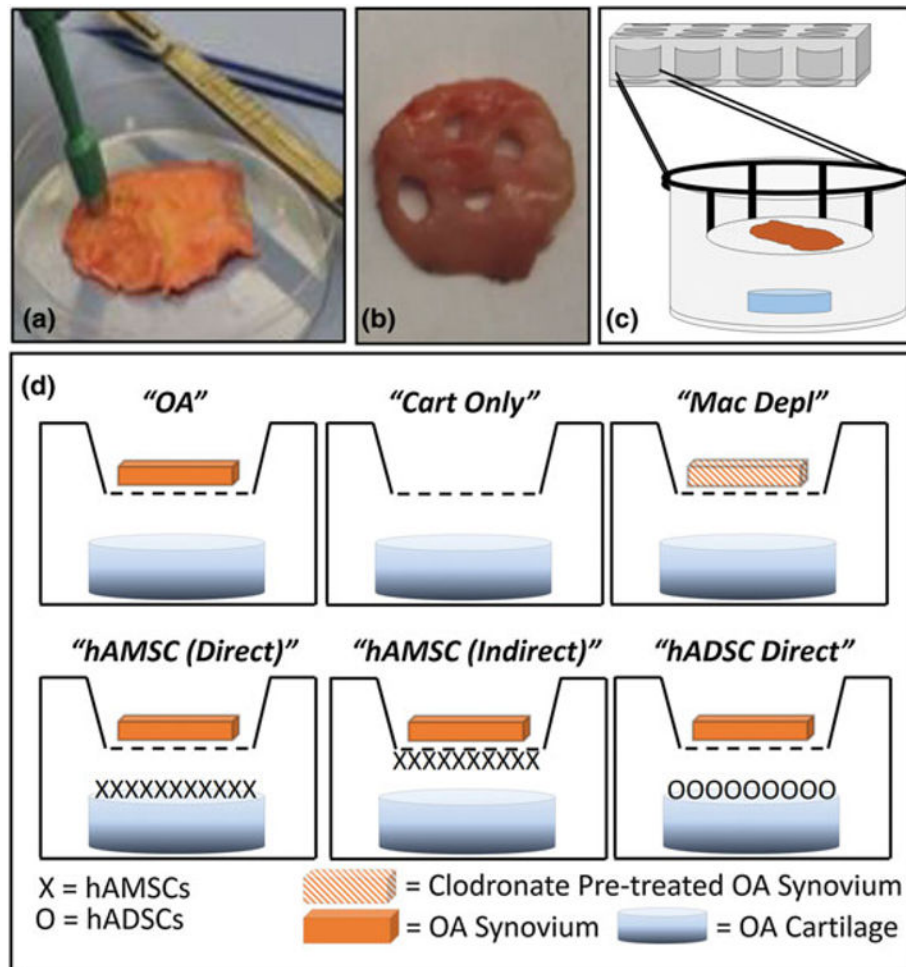 (a)
(b)
(c)
(d)
“OA” “Cart Only” “Mac Depl”
“hAMSC (Direct)” “hAMSC (Indirect)” “hADSC Direct”
XXXXXXXXXXX XXXXXXXXXX OOOOOOOOO
X = hAMSCs = Clodronate Pre-treated OA Synovium
O = hADSCs = OA Synovium = OA Cartilage